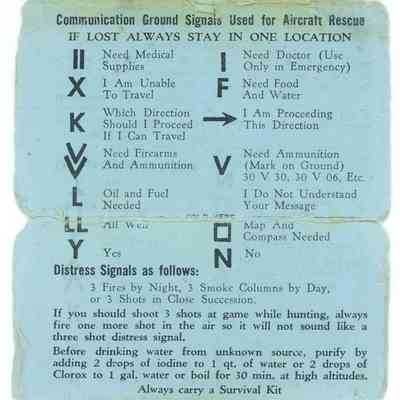 Communication Ground Signals Used for Aircraft Rescue
IF LOST ALWAYS STAY IN ONE LOCATION
II Need Medical
Supplies
I Need Doctor (Use
Only in Emergency)
X I Am Unable
To Travel
F Need Food
And Water
K Which Direction
Should I Proceed
If I Can Travel
→ I Am Proceeding
This Direction
Need Firearms
And Ammunition
V Need Ammunition
(Mark on Ground)
30 V 30, 30 V 06, Etc.
L Oil and Fuel
Needed
I Do Not Understand
Your Message
LL All Well
□ Map And
Compass Needed
Y Yes
N No
Distress Signals as follows:
3 Fires by Night, 3 Smoke Columns by Day,
or 3 Shots in Close Succession.
If you should shoot 3 shots at game while hunting, always
fire one more shot in the air so it will not sound like a
three shot distress signal.
Before drinking water from unknown source, purify by
adding 2 drops of iodine to 1 qt. of water or 2 drops of
Clorox to 1 gal. water or boil for 30 min. at high altitudes.
Always carry a Survival Kit